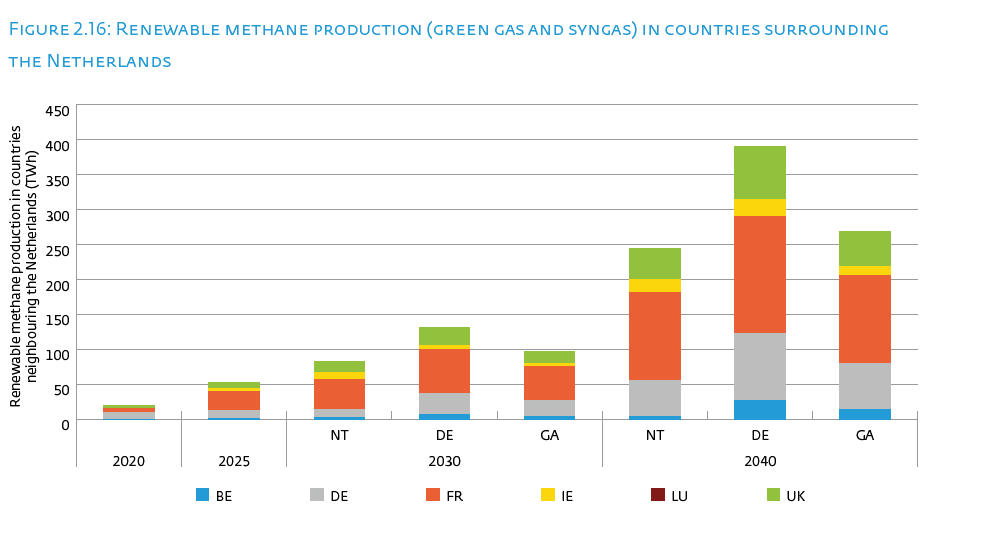 Figure 2.16: Renewable methane production (green gas and syngas) in countries surrounding
the Netherlands
Renewable methane production in countries
neighbouring the Netherlands (TWh)
450
400
350
300
250
200
150
100
50
0
NT DE GA NT DE GA
2020 2025 2030 2040
BE DE FR IE LU UK